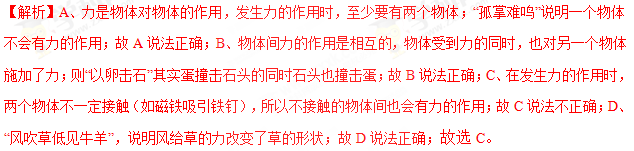 【解析】A、力是物体对物体的作用，发生力的作用时，至少要有两个物体；“孤掌难鸣”说明一个物体
不会有力的作用；故 A 说法正确；B、物体间力的作用是相互的，物体受到力的同时，也对另一个物体
施加了力；则“以卵击石”其实蛋撞击石头的同时石头也撞击蛋；故 B 说法正确；C、在发生力的作用时，
两个物体不一定接触（如磁铁吸引铁钉），所以不接触的物体间也会有力的作用；故 C 说法不正确；D、
“风吹草低见牛羊”，说明风给草的力改变了草的形状；故 D 说法正确；故选 C。